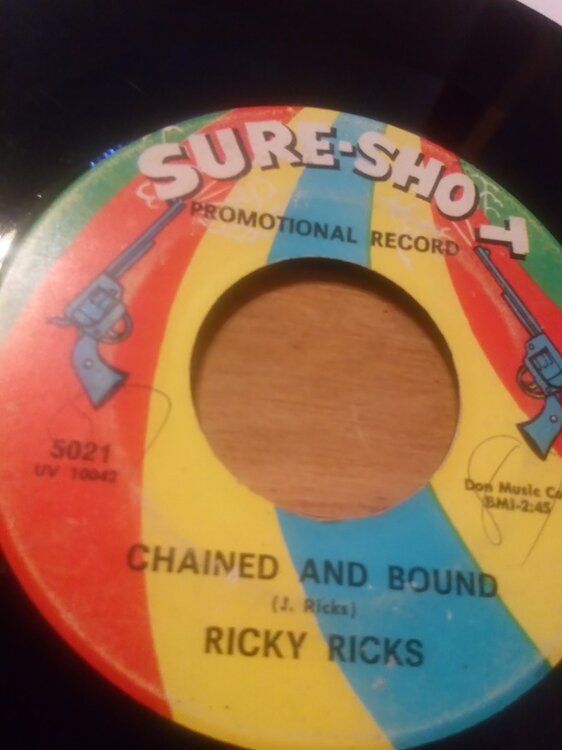 SURE-SHOT
PROMOTIONAL RECORD
5021
UV 10042
Don Music Co
BMI-2:45
CHAINED AND BOUND
(J. Ricks)
RICKY RICKS